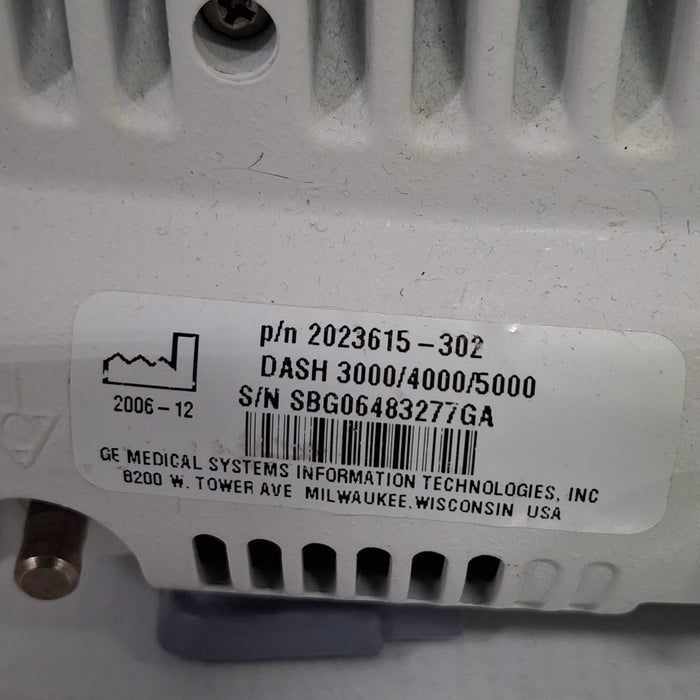 p/n 2023615-302
DASH 3000/4000/5000
2006-12
S/N SBG06483277GA
GE MEDICAL SYSTEMS INFORMATION TECHNOLOGIES, INC
8200 W. TOWER AVE MILWAUKEE, WISCONSIN USA